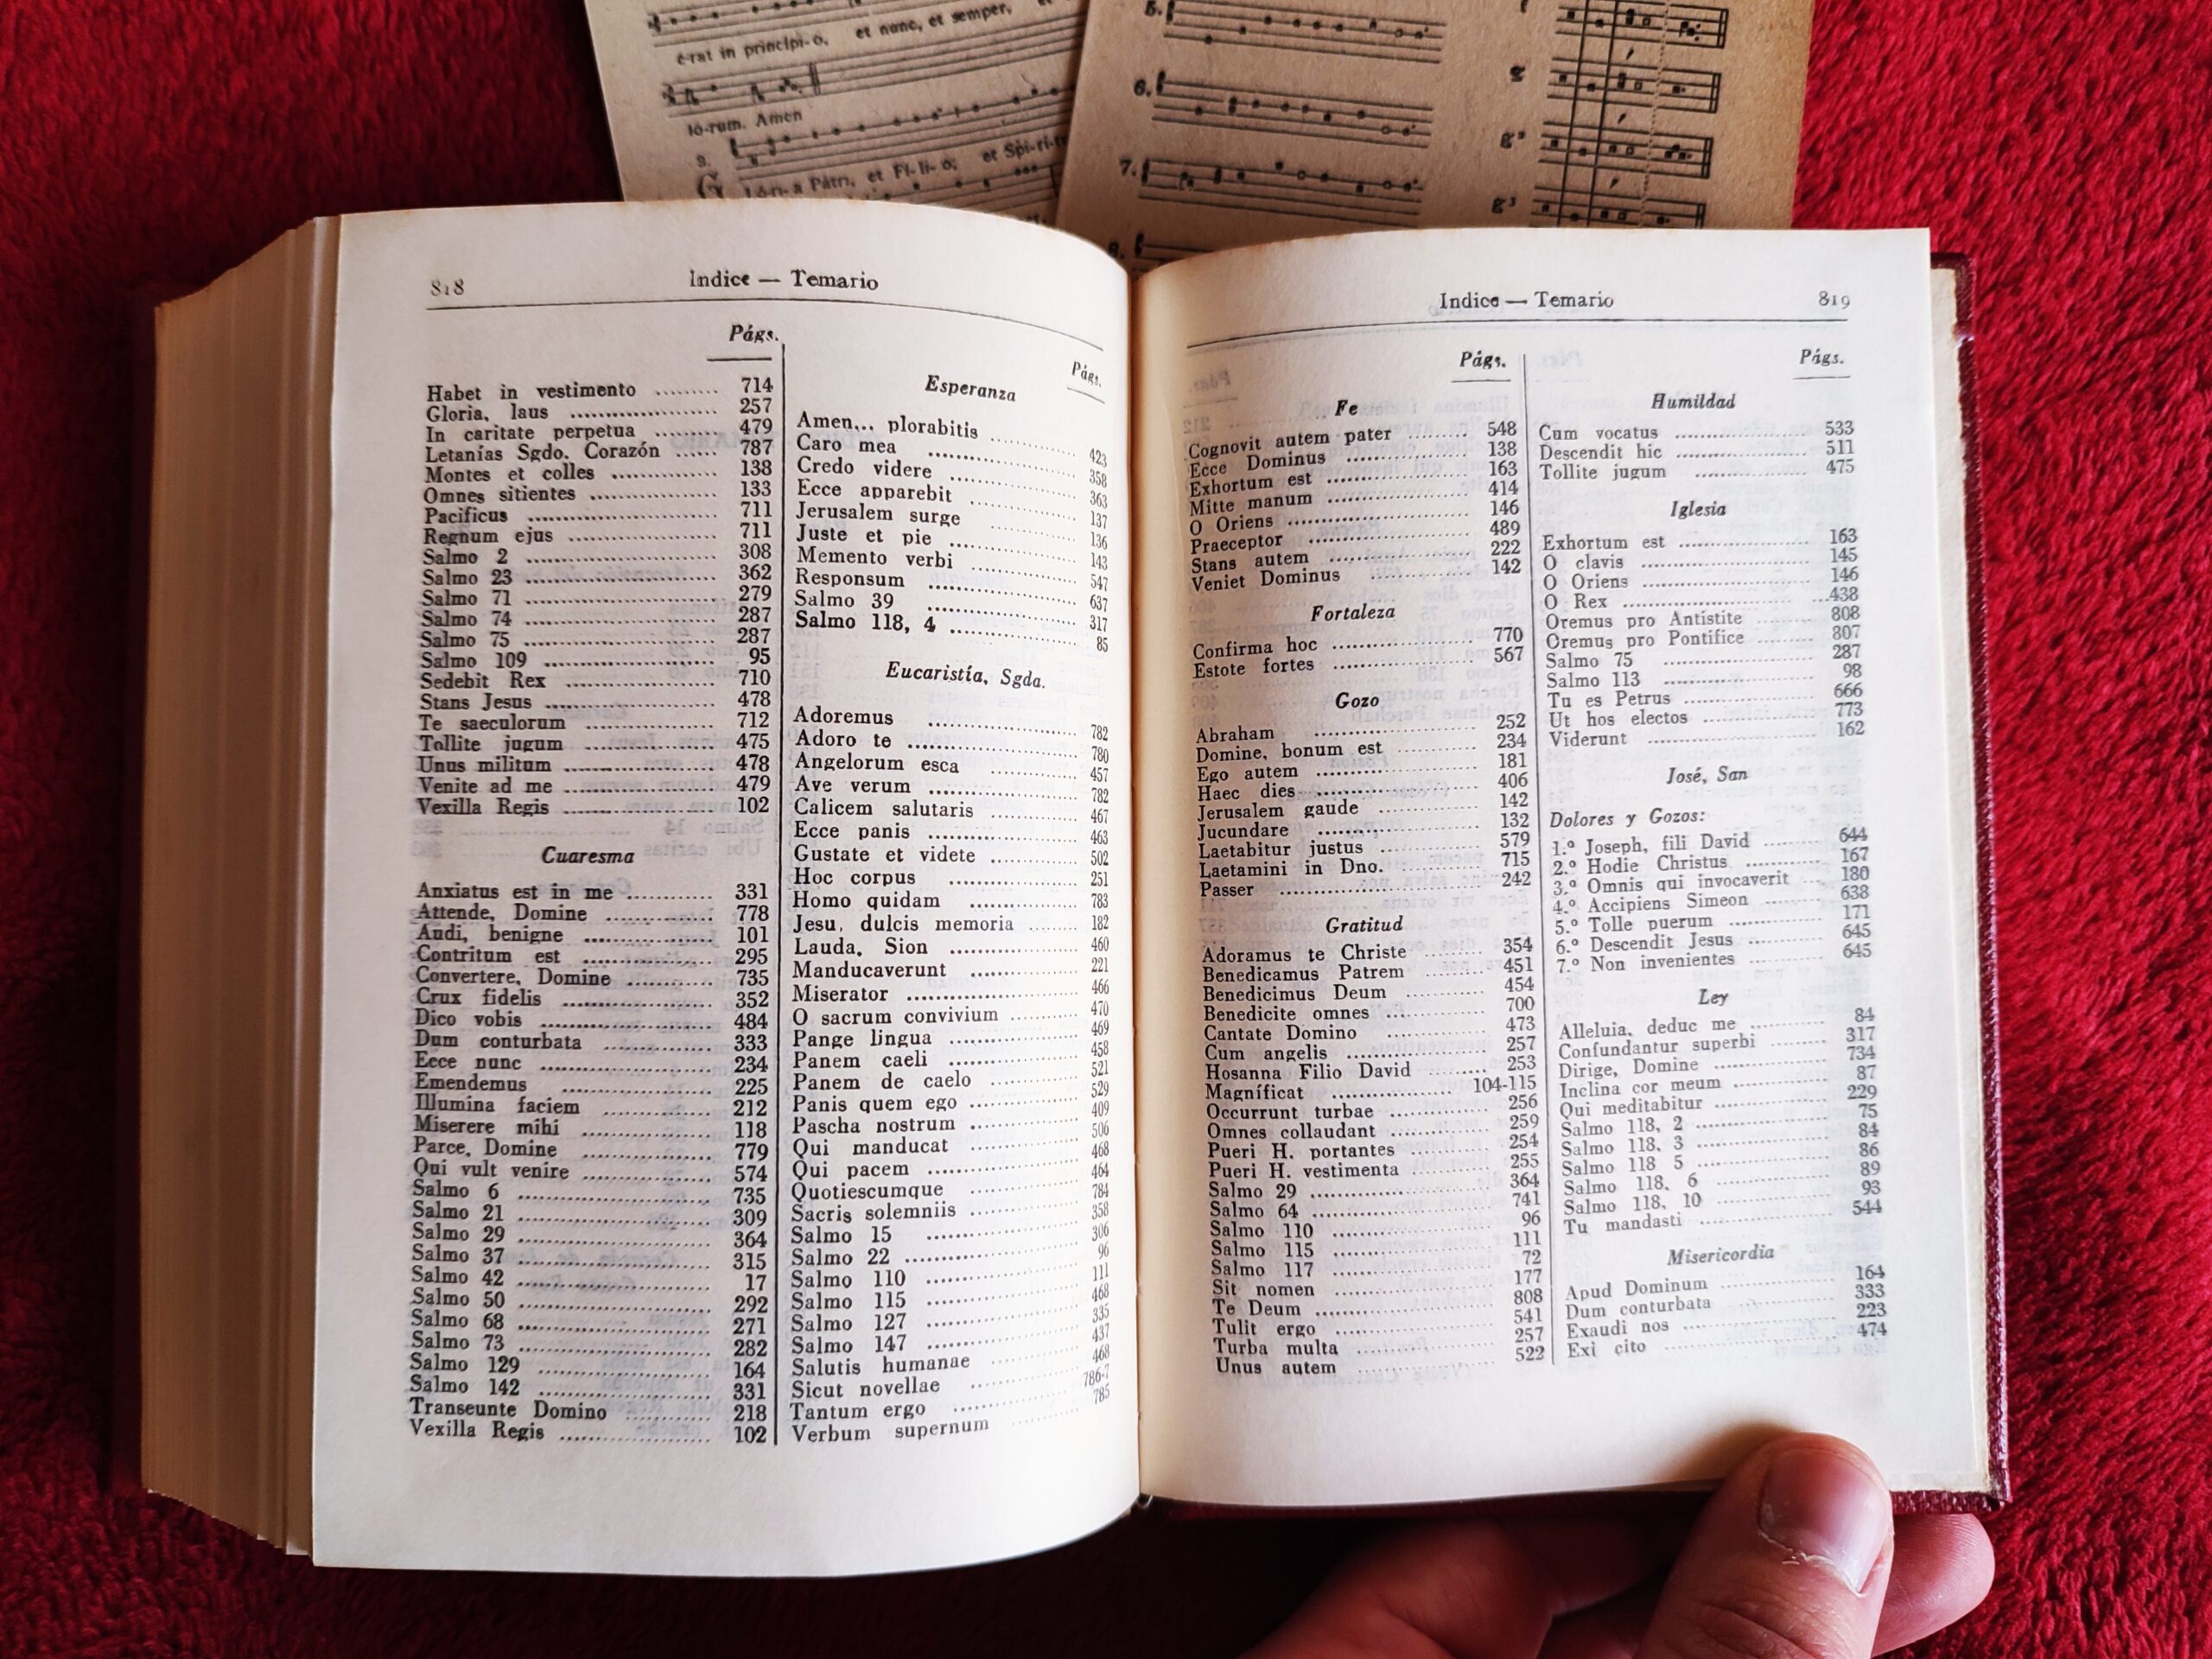 é-rat in princípi-o, et nunc, et semper,
ló-rum. Amen
9.
Gló-ri-a Pátri, et Fí-li-o; et Spi-rí-tu
5.
6.
7.
8.
f
g
g²
g³
818 Indice — Temario
Págs.
Habet in vestimento ........ 714
Gloria, laus ........ 257
In caritate perpetua ........ 479
Letanías Sgdo. Corazón ...... 787
Montes et colles ........ 138
Omnes sitientes ........ 133
Pacificus ........ 711
Regnum ejus ........ 711
Salmo 2 ........ 308
Salmo 23 ........ 362
Salmo 71 ........ 279
Salmo 74 ........ 287
Salmo 75 ........ 287
Salmo 109 ........ 95
Sedebit Rex ........ 710
Stans Jesus ........ 478
Te saeculorum ........ 712
Tollite jugum ........ 475
Unus militum ........ 478
Venite ad me ........ 479
Vexilla Regis ........ 102
Cuaresma
Anxiatus est in me ........ 331
Attende, Domine ........ 778
Audi, benigne ........ 101
Contritum est ........ 295
Convertere, Domine ........ 735
Crux fidelis ........ 352
Dico vobis ........ 484
Dum conturbata ........ 333
Ecce nunc ........ 234
Emendemus ........ 225
Illumina faciem ........ 212
Miserere mihi ........ 118
Parce, Domine ........ 779
Qui vult venire ........ 574
Salmo 6 ........ 735
Salmo 21 ........ 309
Salmo 29 ........ 364
Salmo 37 ........ 315
Salmo 42 ........ 17
Salmo 50 ........ 292
Salmo 68 ........ 271
Salmo 73 ........ 282
Salmo 129 ........ 164
Salmo 142 ........ 331
Transeunte Domino ........ 218
Vexilla Regis ........ 102
Págs.
Esperanza
Amen... plorabitis ........ 423
Caro mea ........ 358
Credo videre ........ 363
Ecce apparebit ........ 137
Jerusalem surge ........ 136
Juste et pie ........ 143
Memento verbi ........ 547
Responsum ........ 637
Salmo 39 ........ 317
Salmo 118, 4 ........ 85
Eucaristía, Sgda.
Adoremus ........ 782
Adoro te ........ 780
Angelorum esca ........ 457
Ave verum ........ 782
Calicem salutaris ........ 467
Ecce panis ........ 463
Gustate et videte ........ 502
Hoc corpus ........ 251
Homo quidam ........ 783
Jesu, dulcis memoria ........ 182
Lauda, Sion ........ 460
Manducaverunt ........ 221
Miserator ........ 466
O sacrum convivium ........ 470
Pange lingua ........ 469
Panem caeli ........ 458
Panem de caelo ........ 521
Panis quem ego ........ 529
Pascha nostrum ........ 409
Qui manducat ........ 506
Qui pacem ........ 468
Quotiescumque ........ 464
Sacris solemniis ........ 784
Salmo 15 ........ 358
Salmo 22 ........ 306
Salmo 110 ........ 96
Salmo 115 ........ 111
Salmo 127 ........ 468
Salmo 147 ........ 335
Salutis humanae ........ 437
Sicut novellae ........ 468
Tantum ergo ........ 786-7
Verbum supernum ........ 785
Indice — Temario 819
Págs.
Fe
Cognovit autem pater ........ 548
Ecce Dominus ........ 138
Exhortum est ........ 163
Mitte manum ........ 414
O Oriens ........ 146
Praeceptor ........ 489
Stans autem ........ 222
Veniet Dominus ........ 142
Fortaleza
Confirma hoc ........ 770
Estote fortes ........ 567
Gozo
Abraham ........ 252
Domine, bonum est ........ 234
Ego autem ........ 181
Haec dies ........ 406
Jerusalem gaude ........ 142
Jucundare ........ 132
Laetabitur justus ........ 579
Laetamini in Dno. ........ 715
Passer ........ 242
Gratitud
Adoramus te Christe ........ 354
Benedicamus Patrem ........ 451
Benedicimus Deum ........ 454
Benedicite omnes ........ 700
Cantate Domino ........ 473
Cum angelis ........ 257
Hosanna Filio David ........ 253
Magníficat ........ 104-115
Occurrunt turbae ........ 256
Omnes collaudant ........ 259
Pueri H. portantes ........ 254
Pueri H. vestimenta ........ 255
Salmo 29 ........ 364
Salmo 64 ........ 741
Salmo 110 ........ 96
Salmo 115 ........ 111
Salmo 117 ........ 72
Sit nomen ........ 177
Te Deum ........ 808
Tulit ergo ........ 541
Turba multa ........ 257
Unus autem ........ 522
Págs.
Humildad
Cum vocatus ........ 533
Descendit hic ........ 511
Tollite jugum ........ 475
Iglesia
Exhortum est ........ 163
O clavis ........ 145
O Oriens ........ 146
O Rex ........ 438
Oremus pro Antistite ........ 808
Oremus pro Pontifice ........ 807
Salmo 75 ........ 287
Salmo 113 ........ 98
Tu es Petrus ........ 666
Ut hos electos ........ 773
Viderunt ........ 162
José, San
Dolores y Gozos:
1.º Joseph, fili David ........ 644
2.º Hodie Christus ........ 167
3.º Omnis qui invocaverit ... 180
4.º Accipiens Simeon ........ 638
5.º Tolle puerum ........ 171
6.º Descendit Jesus ........ 645
7.º Non invenientes ........ 645
Ley
Alleluia, deduc me ........ 84
Confundantur superbi ........ 317
Dirige, Domine ........ 734
Inclina cor meum ........ 87
Qui meditabitur ........ 229
Salmo 118, 2 ........ 75
Salmo 118, 3 ........ 84
Salmo 118 5 ........ 86
Salmo 118, 6 ........ 89
Salmo 118, 10 ........ 93
Tu mandasti ........ 544
Misericordia
Apud Dominum ........ 164
Dum conturbata ........ 333
Exaudi nos ........ 223
Exi cito ........ 474